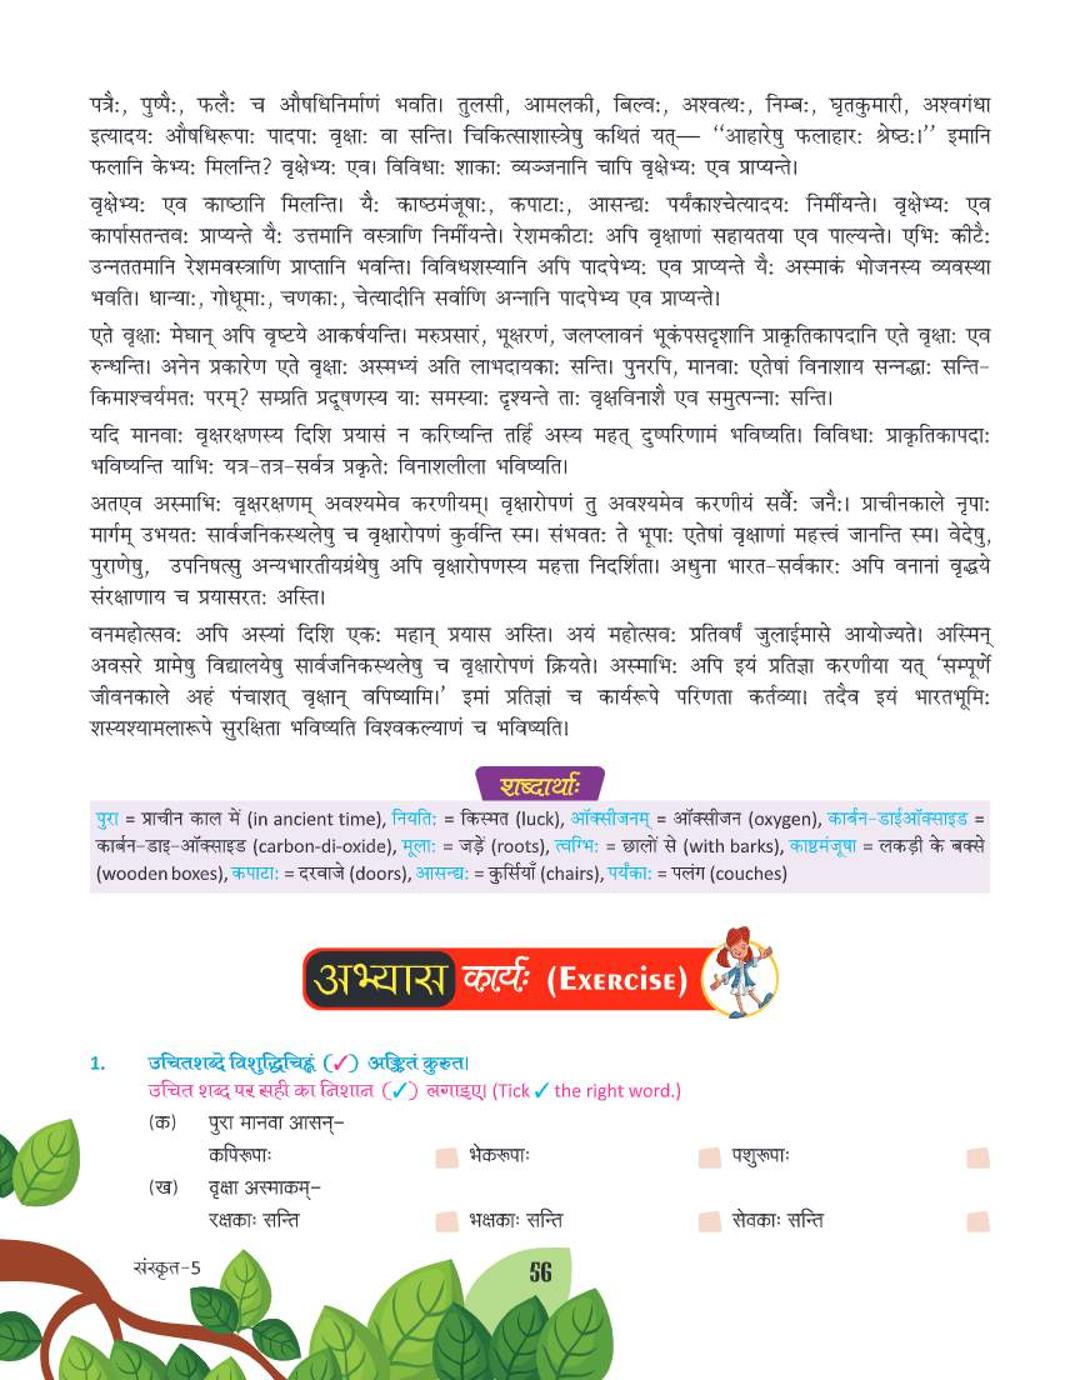 पत्रै:, पुष्पै:, फलै: च औषधिनिर्माणं भवति। तुलसी, आमलकी, बिल्व:, अश्वत्थ:, निम्ब:, घृतकुमारी, अश्वगंधा
इत्यादय: औषधिरूपा: पादपा: वृक्षा: वा सन्ति। चिकित्साशास्त्रेषु कथितं यत्— ‘‘आहारेषु फलाहार: श्रेष्ठ:।’’ इमानि
फलानि केभ्य: मिलन्ति? वृक्षेभ्य: एव। विविधा: शाका: व्यञ्जनानि चापि वृक्षेभ्य: एव प्राप्यन्ते।
वृक्षेभ्य: एव काष्ठानि मिलन्ति। यै: काष्ठमंजूषा:, कपाटा:, आसन्द्य: पर्यंकाश्चेत्यादय: निर्मीयन्ते। वृक्षेभ्य: एव
कार्पासतन्तव: प्राप्यन्ते यै: उत्तमानि वस्त्राणि निर्मीयन्ते। रेशमकीटा: अपि वृक्षाणां सहायतया एव पाल्यन्ते। एभि: कीटै:
उन्नततमानि रेशमवस्त्राणि प्राप्तानि भवन्ति। विविधशस्यानि अपि पादपेभ्य: एव प्राप्यन्ते यै: अस्माकं भोजनस्य व्यवस्था
भवति। धान्या:, गोधूमा:, चणका:, चेत्यादीनि सर्वाणि अन्नानि पादपेभ्य एव प्राप्यन्ते।
एते वृक्षा: मेघान् अपि वृष्टये आकर्षयन्ति। मरुप्रसारं, भूक्षरणं, जलप्लावनं भूकंपसदृशानि प्राकृतिकापदानि एते वृक्षा: एव
रुन्धन्ति। अनेन प्रकारेण एते वृक्षा: अस्मभ्यं अति लाभदायका: सन्ति। पुनरपि, मानवा: एतेषां विनाशाय सन्नद्धा: सन्ति–
किमाश्चर्यमत: परम्? सम्प्रति प्रदूषणस्य या: समस्या: दृश्यन्ते ता: वृक्षविनाशै एव समुत्पन्ना: सन्ति।
यदि मानवा: वृक्षरक्षणस्य दिशि प्रयासं न करिष्यन्ति तर्हि अस्य महत् दुष्परिणामं भविष्यति। विविधा: प्राकृतिकापदा:
भविष्यन्ति याभि: यत्र–तत्र–सर्वत्र प्रकृते: विनाशलीला भविष्यति।
अतएव अस्माभि: वृक्षरक्षणम् अवश्यमेव करणीयम्। वृक्षारोपणं तु अवश्यमेव करणीयं सर्वै: जनै:। प्राचीनकाले नृपा:
मार्गम् उभयत: सार्वजनिकस्थलेषु च वृक्षारोपणं कुर्वन्ति स्म। संभवत: ते भूपा: एतेषां वृक्षाणां महत्त्वं जानन्ति स्म। वेदेषु,
पुराणेषु, उपनिषत्सु अन्यभारतीयग्रंथेषु अपि वृक्षारोपणस्य महत्ता निदर्शिता। अधुना भारत–सर्वकार: अपि वनानां वृद्धये
संरक्षाणाय च प्रयासरत: अस्ति।
वनमहोत्सव: अपि अस्यां दिशि एक: महान् प्रयास अस्ति। अयं महोत्सव: प्रतिवर्षं जुलाईमासे आयोज्यते। अस्मिन्
अवसरे ग्रामेषु विद्यालयेषु सार्वजनिकस्थलेषु च वृक्षारोपणं क्रियते। अस्माभि: अपि इयं प्रतिज्ञा करणीया यत् ‘सम्पूर्णे
जीवनकाले अहं पंचाशत् वृक्षान् वपिष्यामि।’ इमां प्रतिज्ञां च कार्यरूपे परिणता कर्तव्या। तदैव इयं भारतभूमि:
शस्यश्यामलारूपे सुरक्षिता भविष्यति विश्वकल्याणं च भविष्यति।
शब्दार्थाः
पुरा = प्राचीन काल में (in ancient time), नियति: = किस्मत (luck), ऑक्सीजनम् = ऑक्सीजन (oxygen), कार्बन–डाईऑक्साइड =
कार्बन–डाइ–ऑक्साइड (carbon-di-oxide), मूला: = जड़ें (roots), त्वग्भि: = छालों से (with barks), काष्टमंजूषा = लकड़ी के बक्से
(wooden boxes), कपाटा: = दरवाजे (doors), आसन्द्य: = कुर्सियाँ (chairs), पर्यंका: = पलंग (couches)
अभ्यास कार्यः (Exercise)
1. उचितशब्दे विशुद्धिचिह्नं (✓) अङ्कितं कुरुत।
उचित शब्द पर सही का निशान (✓) लगाइए। (Tick ✓ the right word.)
(क) पुरा मानवा आसन्–
कपिरूपाः भेकरूपाः पशुरूपाः
(ख) वृक्षा अस्माकम्–
रक्षकाः सन्ति भक्षकाः सन्ति सेवकाः सन्ति
संस्कृत–5 56